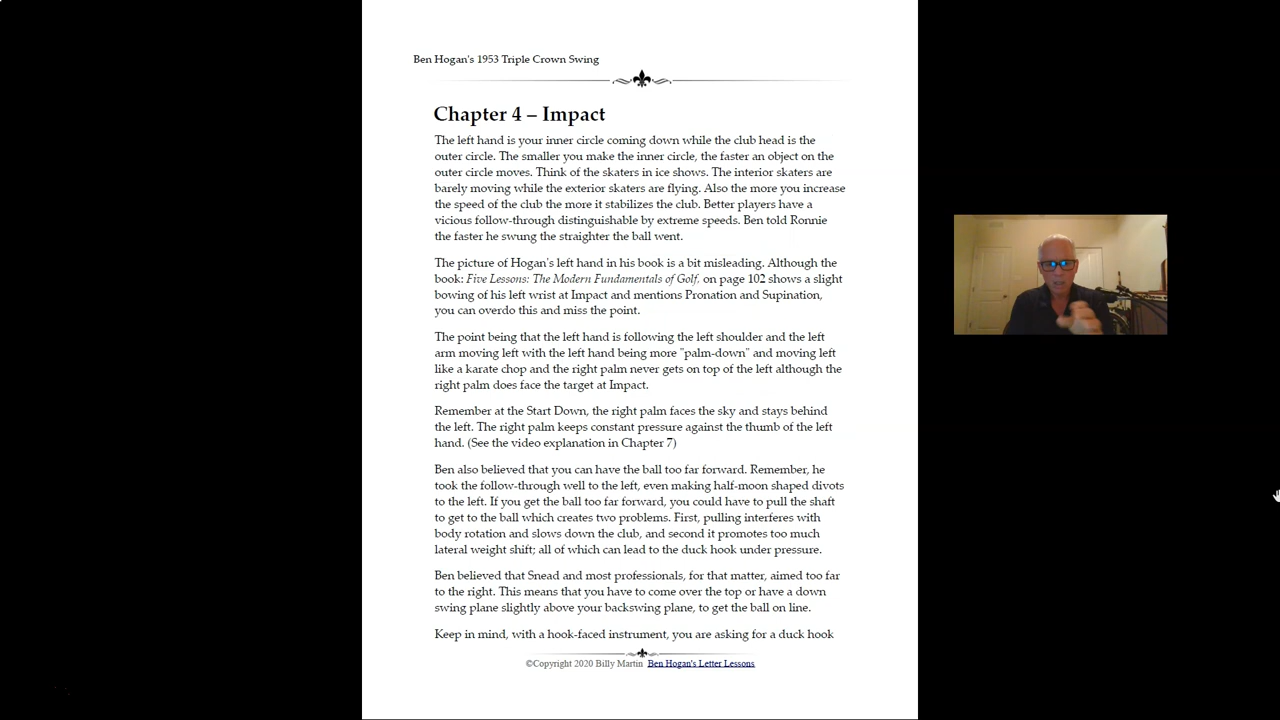 Ben Hogan's 1953 Triple Crown Swing
Chapter 4 – Impact
The left hand is your inner circle coming down while the club head is the
outer circle. The smaller you make the inner circle, the faster an object on the
outer circle moves. Think of the skaters in ice shows. The interior skaters are
barely moving while the exterior skaters are flying. Also the more you increase
the speed of the club the more it stabilizes the club. Better players have a
vicious follow-through distinguishable by extreme speeds. Ben told Ronnie
the faster he swung the straighter the ball went.
The picture of Hogan's left hand in his book is a bit misleading. Although the
book: Five Lessons: The Modern Fundamentals of Golf, on page 102 shows a slight
bowing of his left wrist at Impact and mentions Pronation and Supination,
you can overdo this and miss the point.
The point being that the left hand is following the left shoulder and the left
arm moving left with the left hand being more "palm-down" and moving left
like a karate chop and the right palm never gets on top of the left although the
right palm does face the target at Impact.
Remember at the Start Down, the right palm faces the sky and stays behind
the left. The right palm keeps constant pressure against the thumb of the left
hand. (See the video explanation in Chapter 7)
Ben also believed that you can have the ball too far forward. Remember, he
took the follow-through well to the left, even making half-moon shaped divots
to the left. If you get the ball too far forward, you could have to pull the shaft
to get to the ball which creates two problems. First, pulling interferes with
body rotation and slows down the club, and second it promotes too much
lateral weight shift; all of which can lead to the duck hook under pressure.
Ben believed that Snead and most professionals, for that matter, aimed too far
to the right. This means that you have to come over the top or have a down
swing plane slightly above your backswing plane, to get the ball on line.
Keep in mind, with a hook-faced instrument, you are asking for a duck hook
©Copyright 2020 Billy Martin Ben Hogan's Letter Lessons